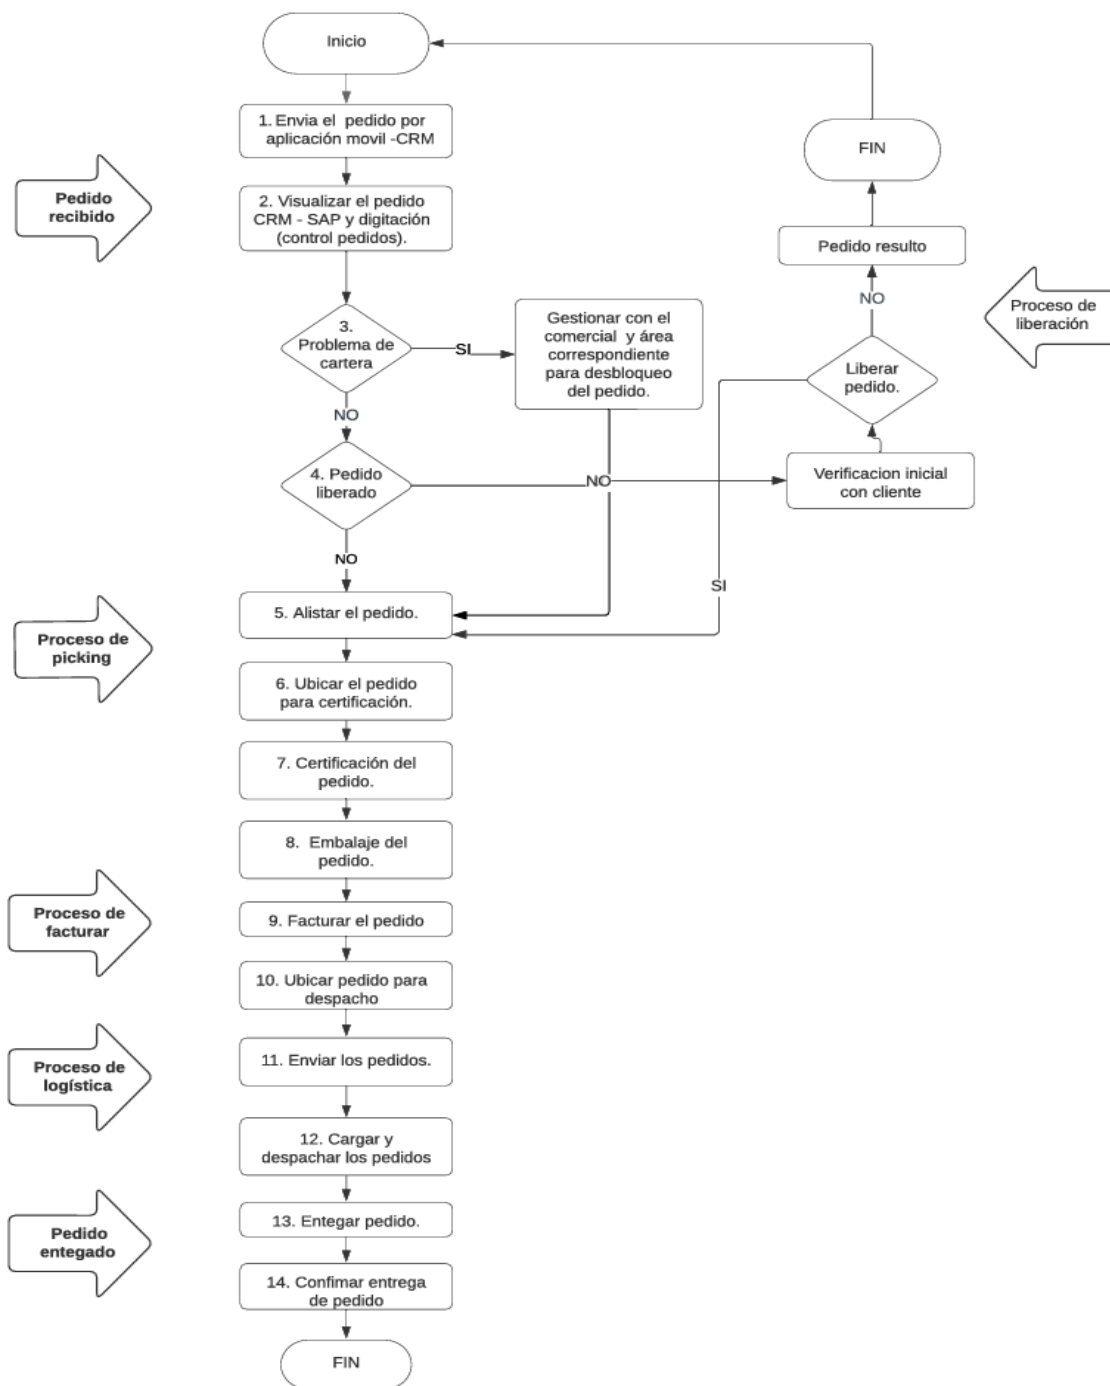 Inicio
1. Envia el pedido por
aplicación movil -CRM
FIN
Pedido
recibido
2. Visualizar el pedido
CRM - SAP y digitación
(control pedidos).
Pedido resulto
NO
Proceso de
liberación
3.
Problema de
cartera
SI
Gestionar con el
comercial y área
correspondiente
para desbloqueo
del pedido.
Liberar
pedido.
NO
4. Pedido
liberado
NO
Verificacion inicial
con cliente
NO
SI
5. Alistar el pedido.
Proceso de
picking
6. Ubicar el pedido
para certificación.
7. Certificación del
pedido.
8. Embalaje del
pedido.
Proceso de
facturar
9. Facturar el pedido
10. Ubicar pedido para
despacho
Proceso de
logística
11. Enviar los pedidos.
12. Cargar y
despachar los pedidos
Pedido
entegado
13. Entegar pedido.
14. Confimar entrega
de pedido
FIN